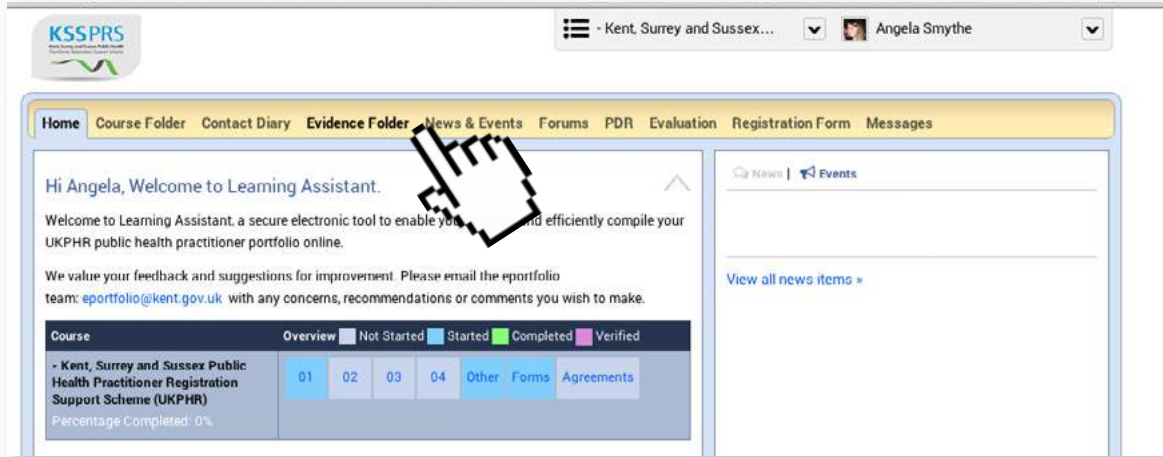 KSSPRS
- Kent, Surrey and Sussex...
Angela Smythe
Home Course Folder Contact Diary Evidence Folder News & Events Forums PDR Evaluation Registration Form Messages
Hi Angela, Welcome to Learning Assistant.
Welcome to Learning Assistant, a secure electronic tool to enable you and efficiently compile your
UKPHR public health practitioner portfolio online.
We value your feedback and suggestions for improvement. Please email the eportfolio
team: eportfolio@kent.gov.uk with any concerns, recommendations or comments you wish to make.
Course Overview Not Started Started Completed Verified
- Kent, Surrey and Sussex Public
Health Practitioner Registration
Support Scheme (UKPHR)
01 02 03 04 Other Forms Agreements
Percentage Completed: 0%
News | Events
View all news items »